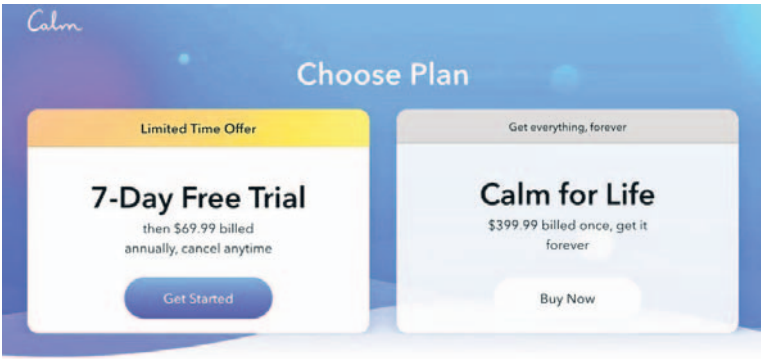 Calm
Choose Plan
Limited Time Offer
7-Day Free Trial
then $69.99 billed
annually, cancel anytime
Get Started
Get everything, forever
Calm for Life
$399.99 billed once, get it
forever
Buy Now